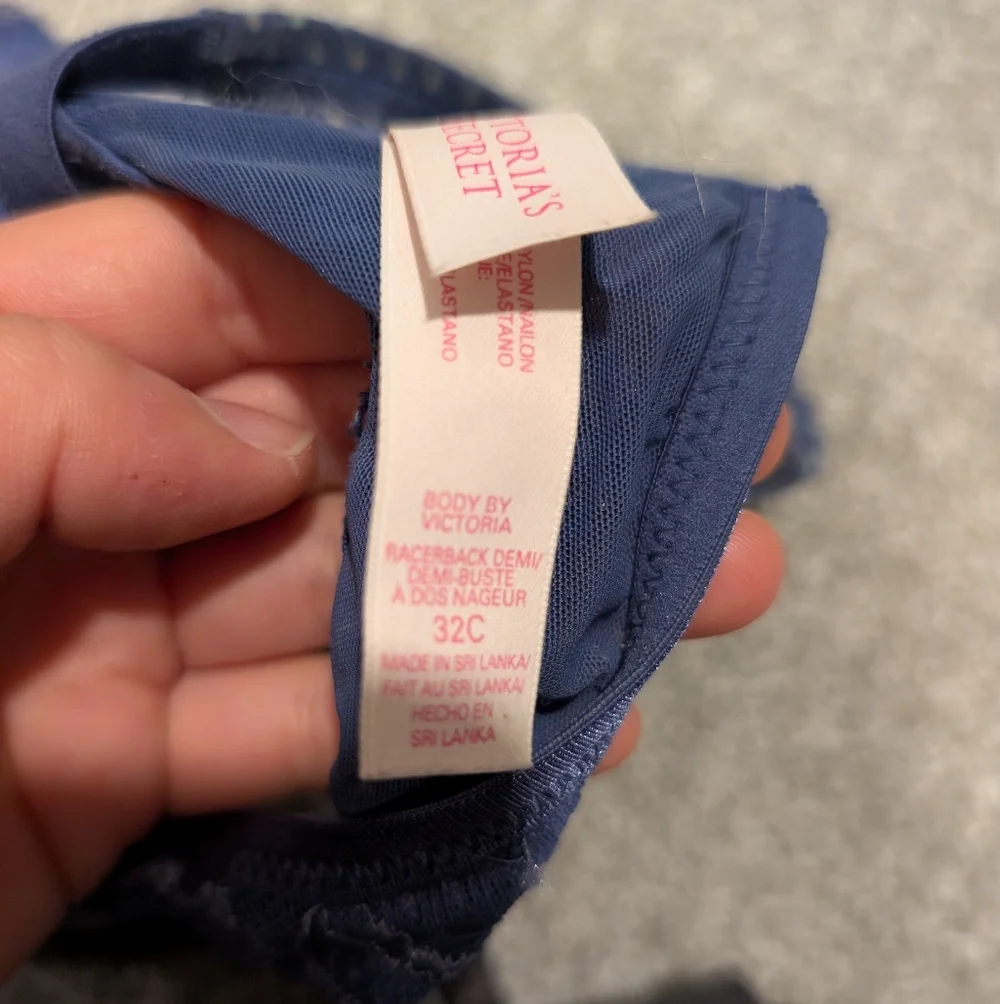 TORIA'S
ECRET
YLON/NAILON
E/ELASTANO
UE:
LASTANO
BODY BY
VICTORIA
RACERBACK DEMI/
DEMI-BUSTE
A DOS NAGEUR
32C
MADE IN SRI LANKA/
FAIT AU SRI LANKA/
HECHO EN
SRI LANKA